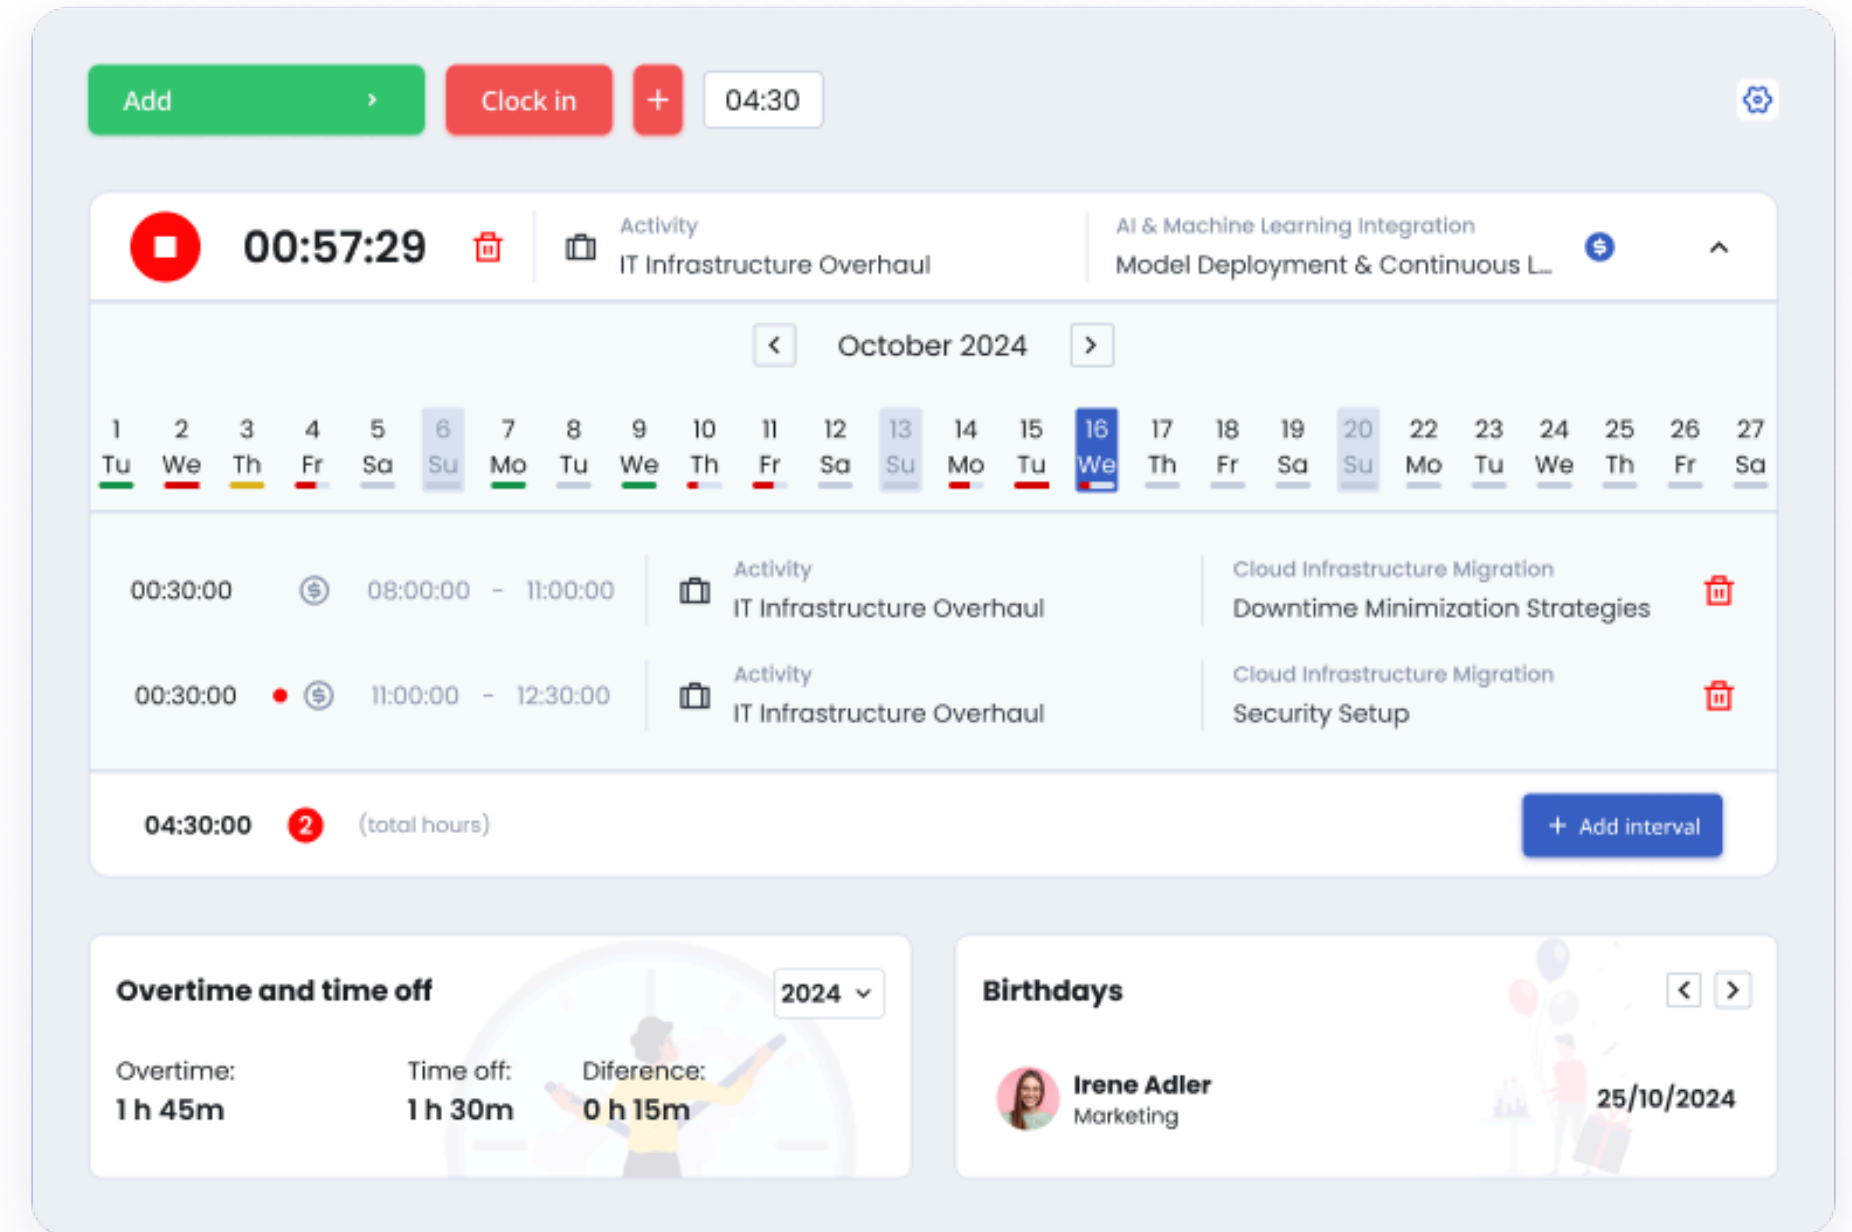 Add
Clock in
+
04:30
00:57:29
Activity
IT Infrastructure Overhaul
AI & Machine Learning Integration
Model Deployment & Continuous L...
$
October 2024
1 2 3 4 5 6 7 8 9 10 11 12 13 14 15 16 17 18 19 20 22 23 24 25 26 27
Tu We Th Fr Sa Su Mo Tu We Th Fr Sa Su Mo Tu We Th Fr Sa Su Mo Tu We Th Fr Sa
00:30:00 $ 08:00:00 - 11:00:00
Activity
IT Infrastructure Overhaul
Cloud Infrastructure Migration
Downtime Minimization Strategies
00:30:00 $ 11:00:00 - 12:30:00
Activity
IT Infrastructure Overhaul
Cloud Infrastructure Migration
Security Setup
04:30:00 2 (total hours)
+ Add interval
Overtime and time off
2024
Overtime: Time off: Diference:
1 h 45m 1 h 30m 0 h 15m
Birthdays
Irene Adler
Marketing
25/10/2024